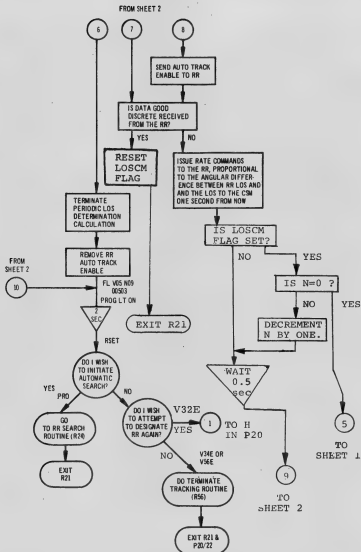 FROM SHEET 2
6
7
8
SEND AUTO TRACK
ENABLE TO RR
IS DATA GOOD
DISCRETE RECEIVED
FROM THE RR?
YES
NO
RESET
LOSCM
FLAG
ISSUE RATE COMMANDS
TO THE RR, PROPORTIONAL
TO THE ANGULAR DIFFER-
ENCE BETWEEN RR LOS AND
AND THE LOS TO THE CSM
ONE SECOND FROM NOW
TERMINATE
PERIODIC LOS
DETERMINATION
CALCULATION
IS LOSCM
FLAG SET?
NO
YES
REMOVE RR
AUTO TRACK
ENABLE
FROM
SHEET 2
10
FL V05 N09
00503
PROG LT ON
2
SEC
EXIT R21
IS N=0 ?
NO
YES
DECREMENT
N BY ONE.
RSET
DO I WISH
TO INITIATE
AUTOMATIC
SEARCH?
YES
PRO
NO
WAIT
0.5
sec
GO
TO RR SEARCH
ROUTINE (R24)
DO I WISH
TO ATTEMPT
TO DESIGNATE
RR AGAIN?
V32E
YES
1
TO H
IN P20
5
TO
SHEET 1
EXIT
R21
NO
V34E OR
V56E
9
TO
SHEET 2
DO TERMINATE
TRACKING ROUTINE
(R56)
EXIT R21 &
P20/22